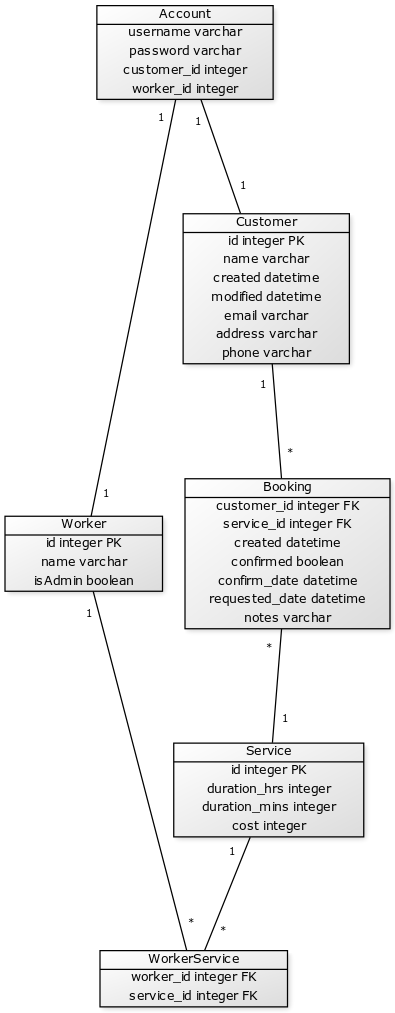 Account
username varchar
password varchar
customer_id integer
worker_id integer
1
1
1
Customer
id integer PK
name varchar
created datetime
modified datetime
email varchar
address varchar
phone varchar
1
*
1
Booking
customer_id integer FK
service_id integer FK
created datetime
confirmed boolean
confirm_date datetime
requested_date datetime
notes varchar
Worker
id integer PK
name varchar
isAdmin boolean
1
*
1
Service
id integer PK
duration_hrs integer
duration_mins integer
cost integer
1
*
*
WorkerService
worker_id integer FK
service_id integer FK